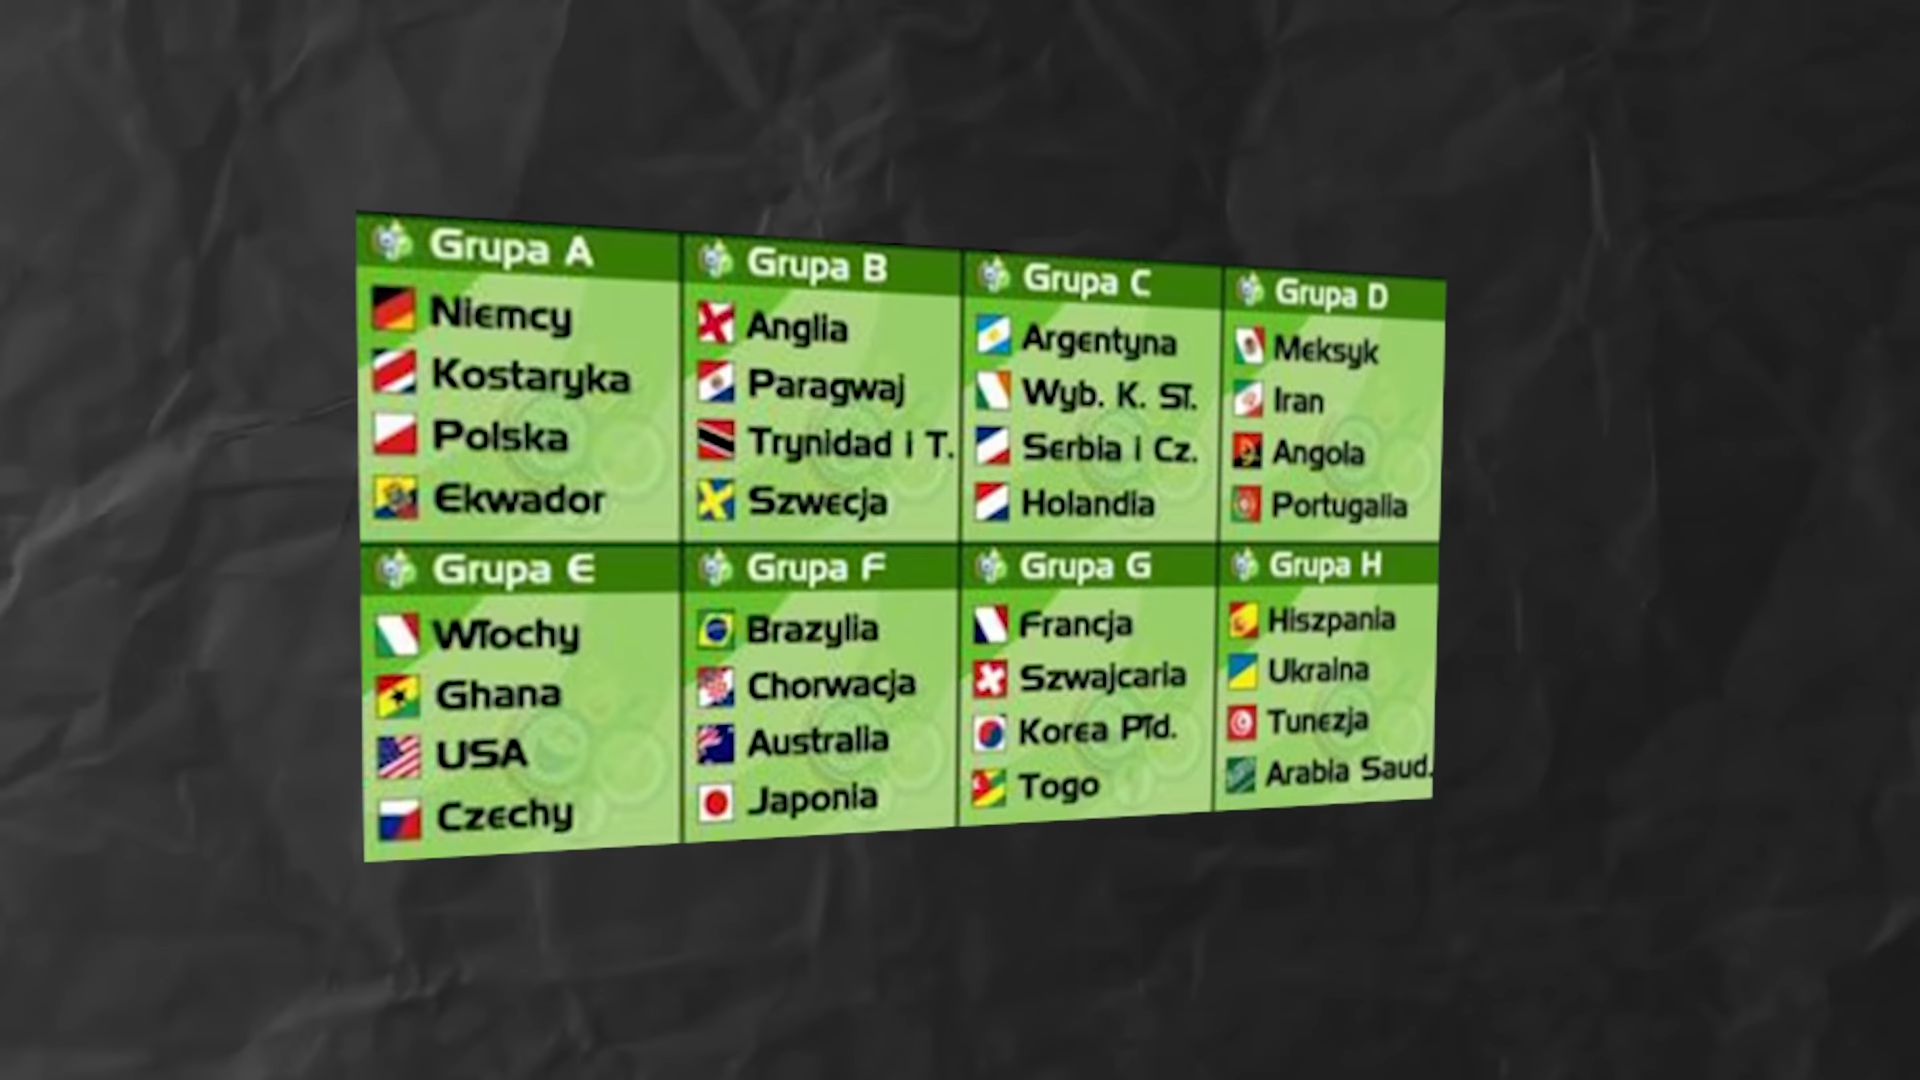 Grupa A
Niemcy
Kostaryka
Polska
Ekwador
Grupa B
Anglia
Paragwaj
Trynidad i T.
Szwecja
Grupa C
Argentyna
Wyb. K. Sł.
Serbia i Cz.
Holandia
Grupa D
Meksyk
Iran
Angola
Portugalia
Grupa E
Włochy
Ghana
USA
Czechy
Grupa F
Brazylia
Chorwacja
Australia
Japonia
Grupa G
Francja
Szwajcaria
Korea Płd.
Togo
Grupa H
Hiszpania
Ukraina
Tunezja
Arabia Saud.